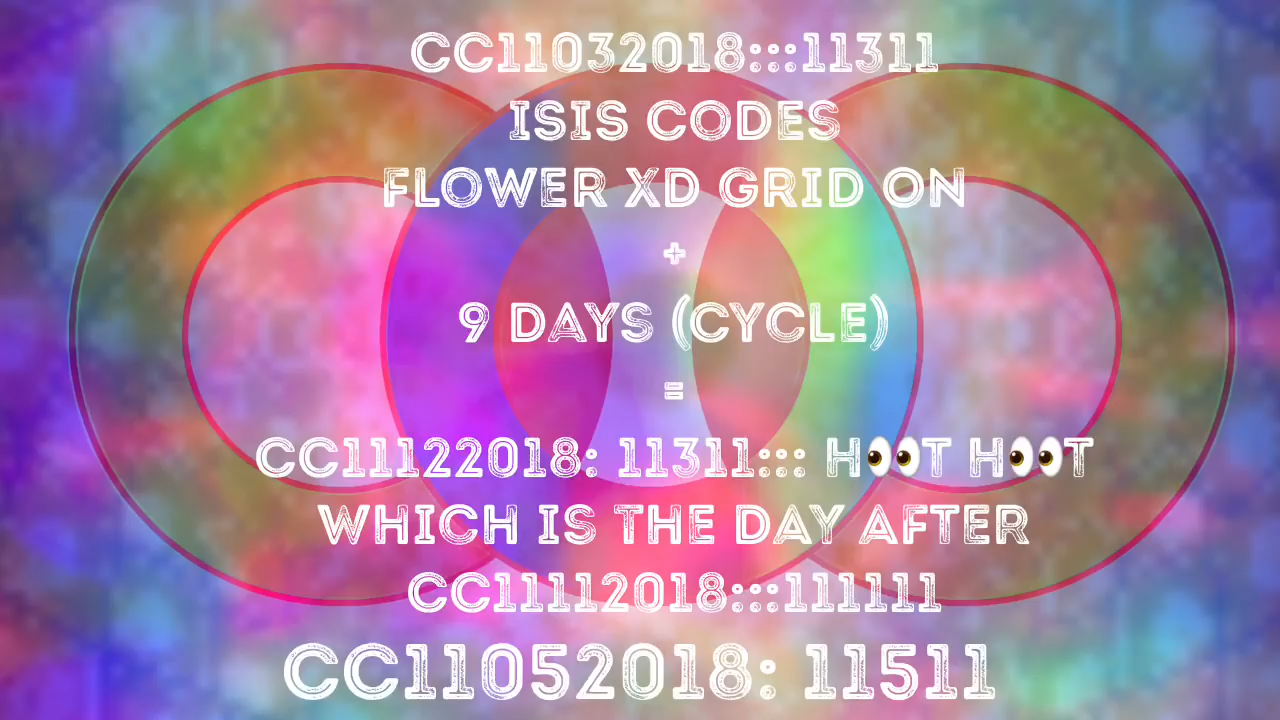 CC11032018:::11311
ISIS CODES
FLOWER XD GRID ON
+
9 DAYS (CYCLE)
=
CC11122018: 11311::: H👀T H👀T
WHICH IS THE DAY AFTER
CC11112018:::111111
CC11052018: 11511